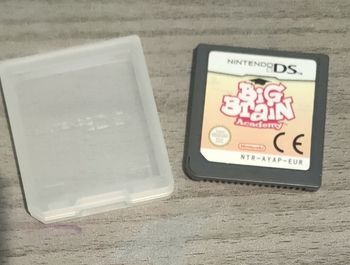 NINTENDO DS
BIG
BRAIN
Academy
Nintendo
CE
NTR-AYAP-EUR